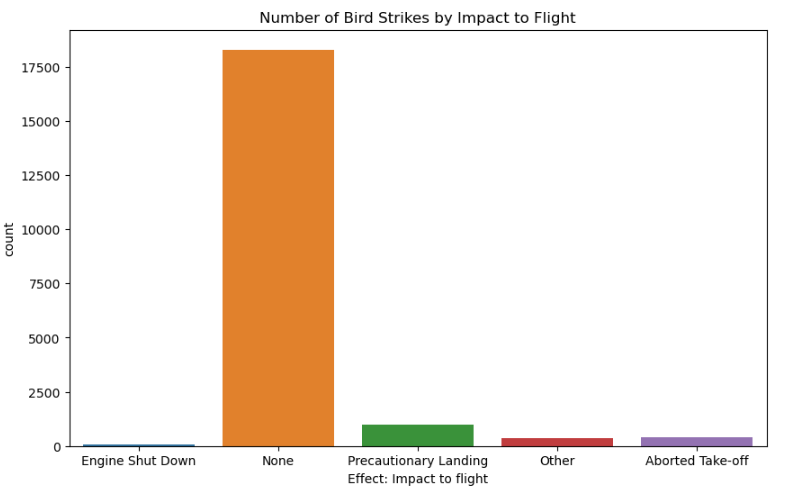 Number of Bird Strikes by Impact to Flight
17500
15000
12500
10000
7500
5000
2500
0
count
Engine Shut Down None Precautionary Landing Other Aborted Take-off
Effect: Impact to flight